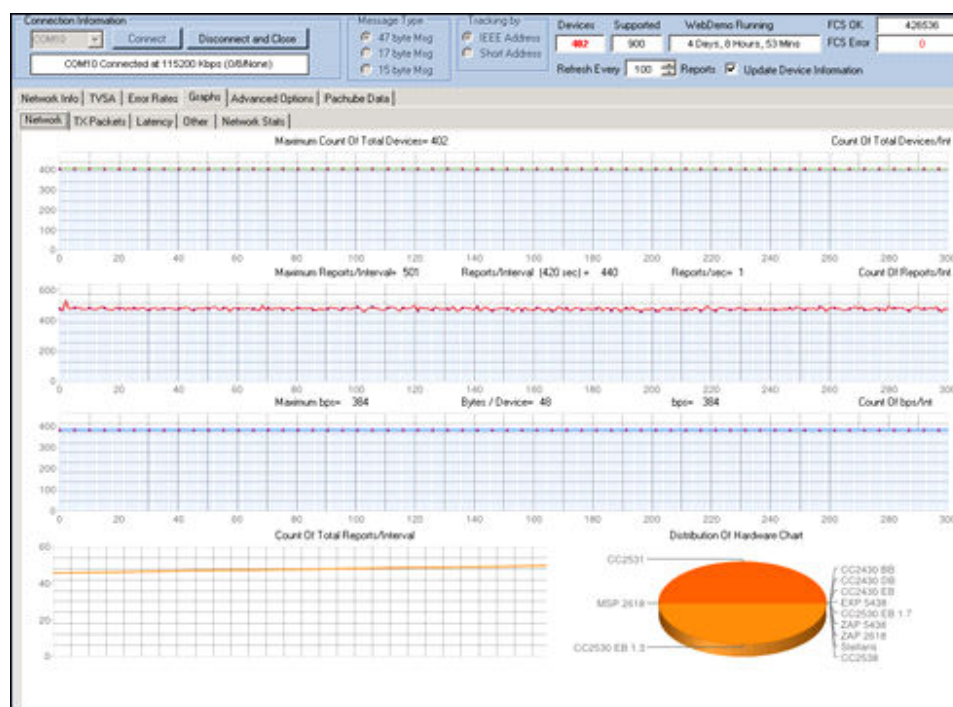 Connection Information
COM10
Connect
Disconnect and Close
COM10 Connected at 115200 Kbps (0/8/None)
Message Type
47 byte Msg
17 byte Msg
15 byte Msg
Tracking by
IEEE Address
Short Address
Devices
402
Supported
900
WebDemo Running
4 Days, 8 Hours, 53 Mins
FCS OK
426536
FCS Error
0
Refresh Every 100 Reports Update Device Information
Network Info TVSA Error Rates Graphs Advanced Options Pachube Data
Network TX Packets Latency Other Network Stats
Maximum Count Of Total Devices= 402 Count Of Total Devices/Int
400
300
200
100
0
0 20 40 60 80 100 120 140 160 180 200 220 240 260 280 300
Maximum Reports/Interval= 501 Reports/Interval (420 sec) = 440 Reports/sec= 1 Count Of Reports/Int
600
400
200
0
0 20 40 60 80 100 120 140 160 180 200 220 240 260 280 300
Maximum bps= 384 Bytes / Device= 48 bps= 384 Count Of bps/Int
400
300
200
100
0
0 20 40 60 80 100 120 140 160 180 200 220 240 260 280 300
Count Of Total Reports/Interval
60
40
20
0
Distribution Of Hardware Chart
CC2531
MSP 2618
CC2530 EB 1.3
CC2430 BB
CC2430 DB
CC2430 EB
EXP 5438
CC2530 EB 1.7
ZAP 5438
ZAP 2618
Stellaris
CC2538